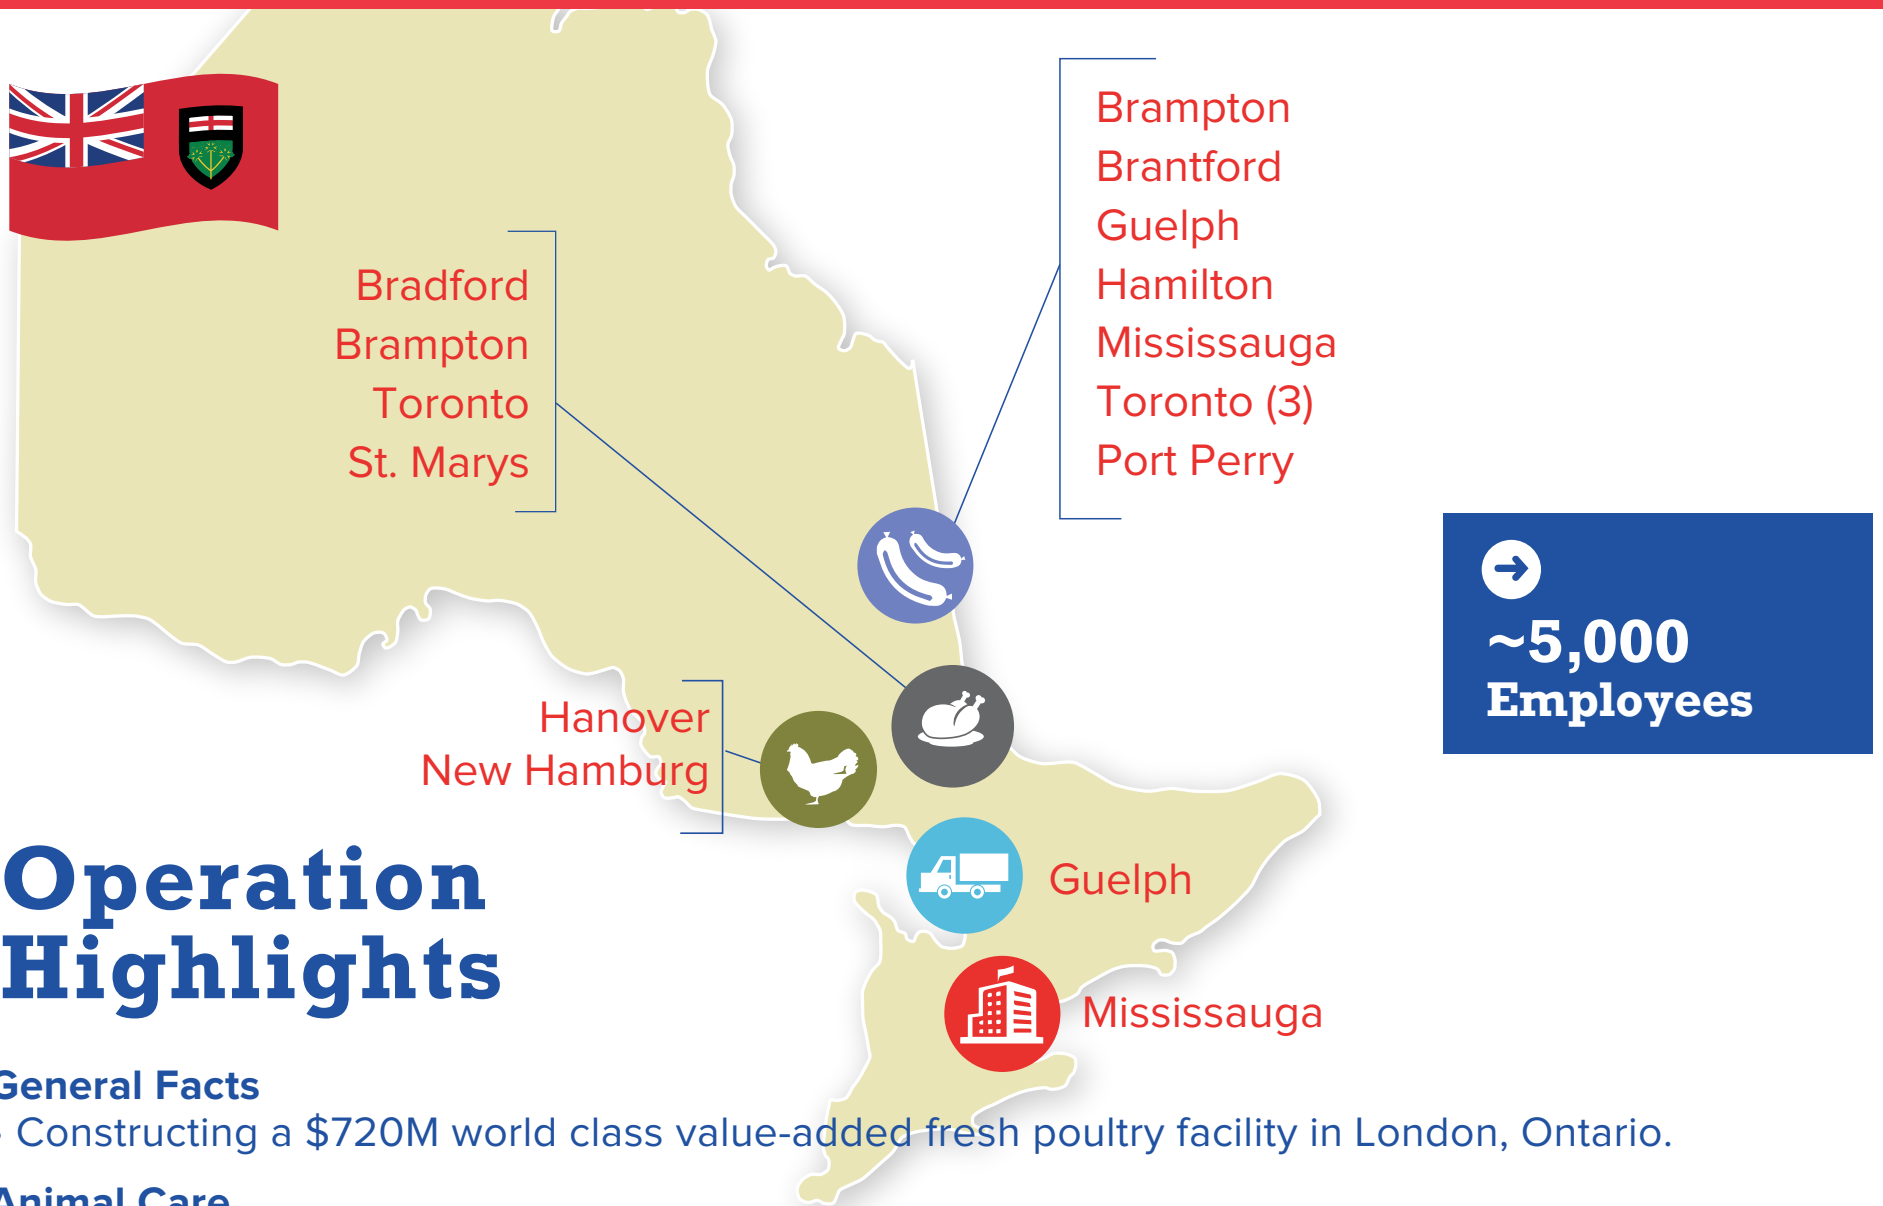 Brampton
Brantford
Guelph
Hamilton
Mississauga
Toronto (3)
Port Perry
Bradford
Brampton
Toronto
St. Marys
~5,000
Employees
Hanover
New Hamburg
Guelph
Mississauga
Operation
Highlights
General Facts
• Constructing a $720M world class value-added fresh poultry facility in London, Ontario.
Animal Care